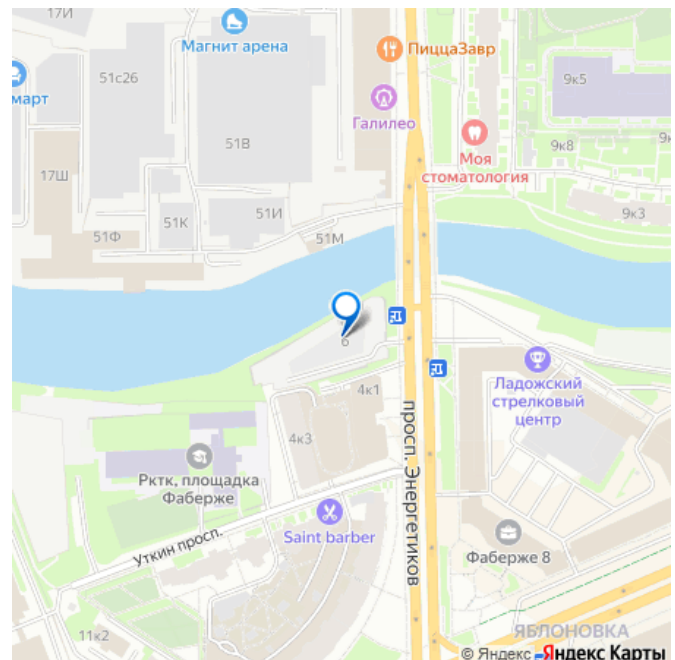 17И
Магнит арена
ПиццаЗавр
51с26
9к5
март
Галилео
51В
9к8
9к
Моя
стоматология
17Ш
51К
51И
9к3
51Ф
51М
6
4к1
Ладожский
стрелковый
центр
4к3
просп. Энергетиков
Рктк, площадка
Фаберже
Saint barber
Уткин просп.
Фаберже 8
11к2
ЯБЛОНОВКА
© Яндекс Яндекс Карты